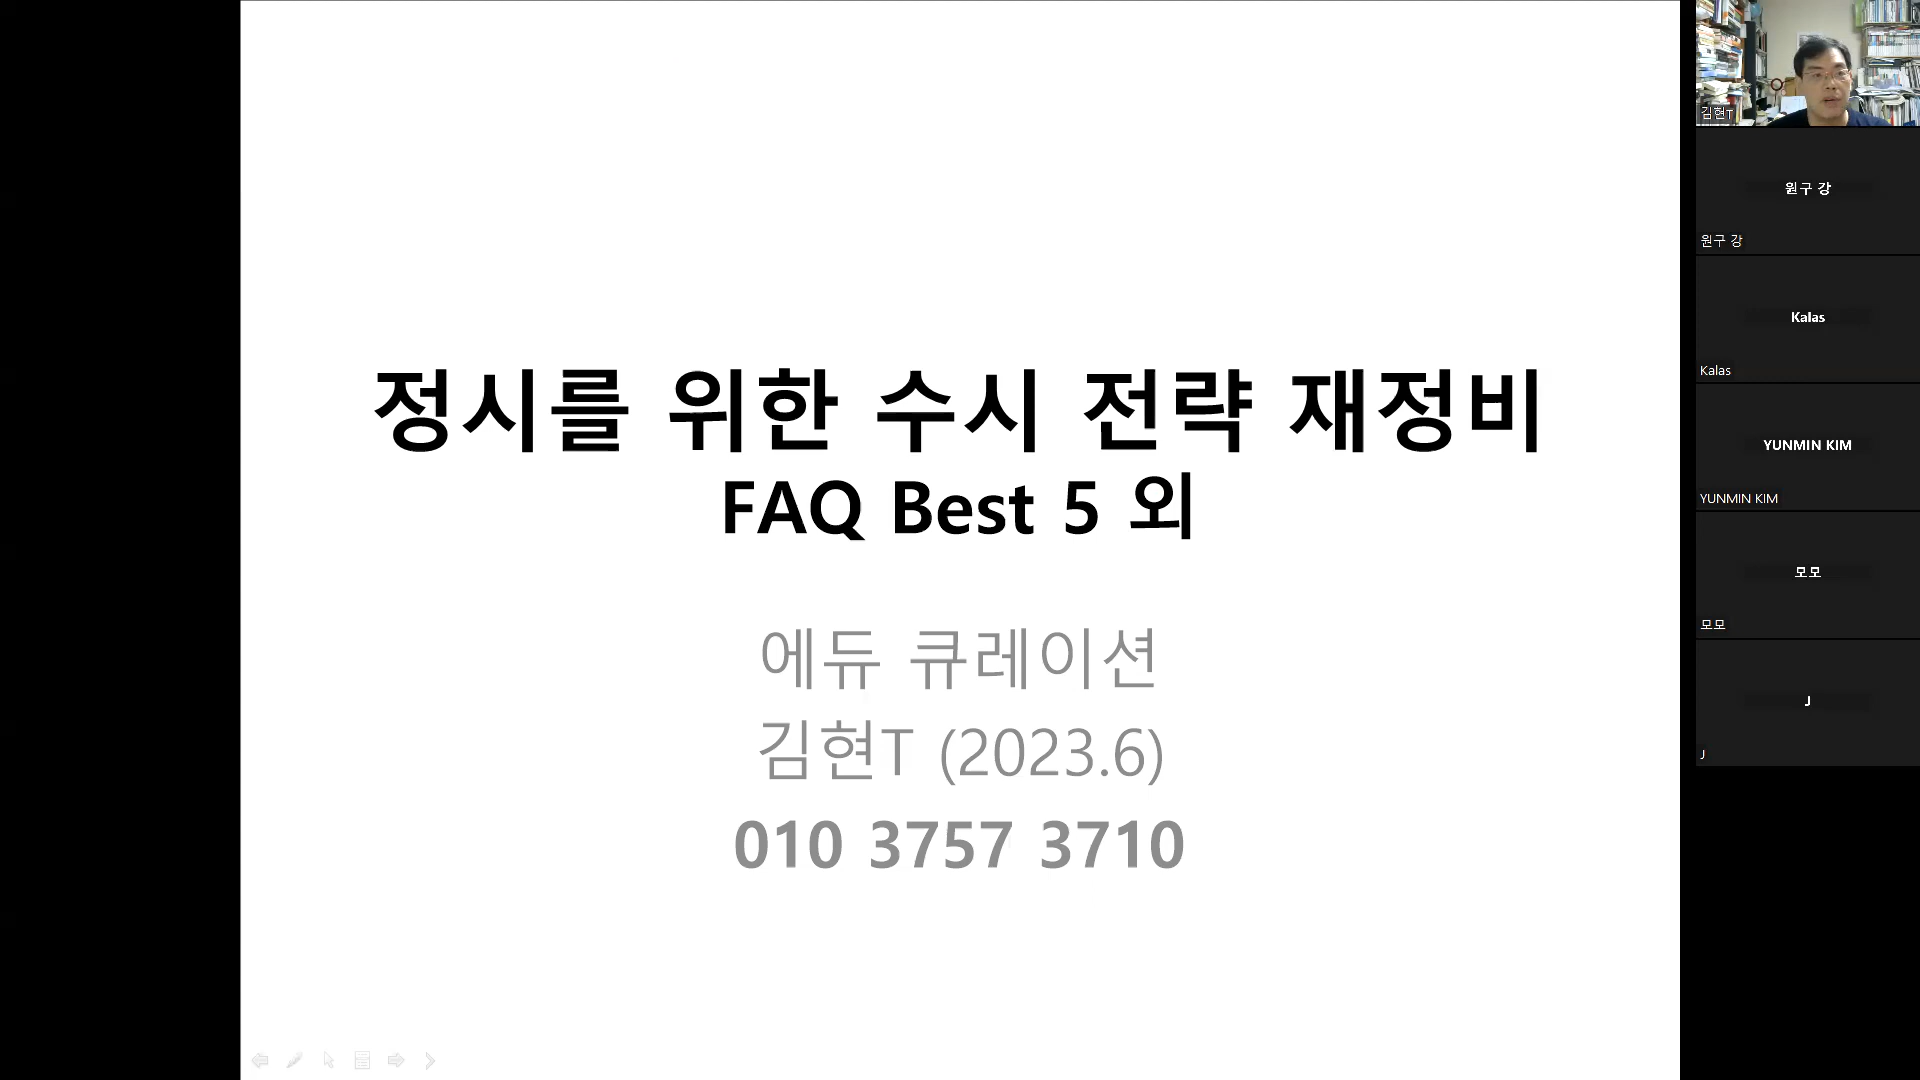 정시를 위한 수시 전략 재정비
FAQ Best 5 외
에듀 큐레이션
김현T (2023.6)
010 3757 3710
김현T
원구 강
원구 강
Kalas
Kalas
YUNMIN KIM
YUNMIN KIM
모모
모모
J
J